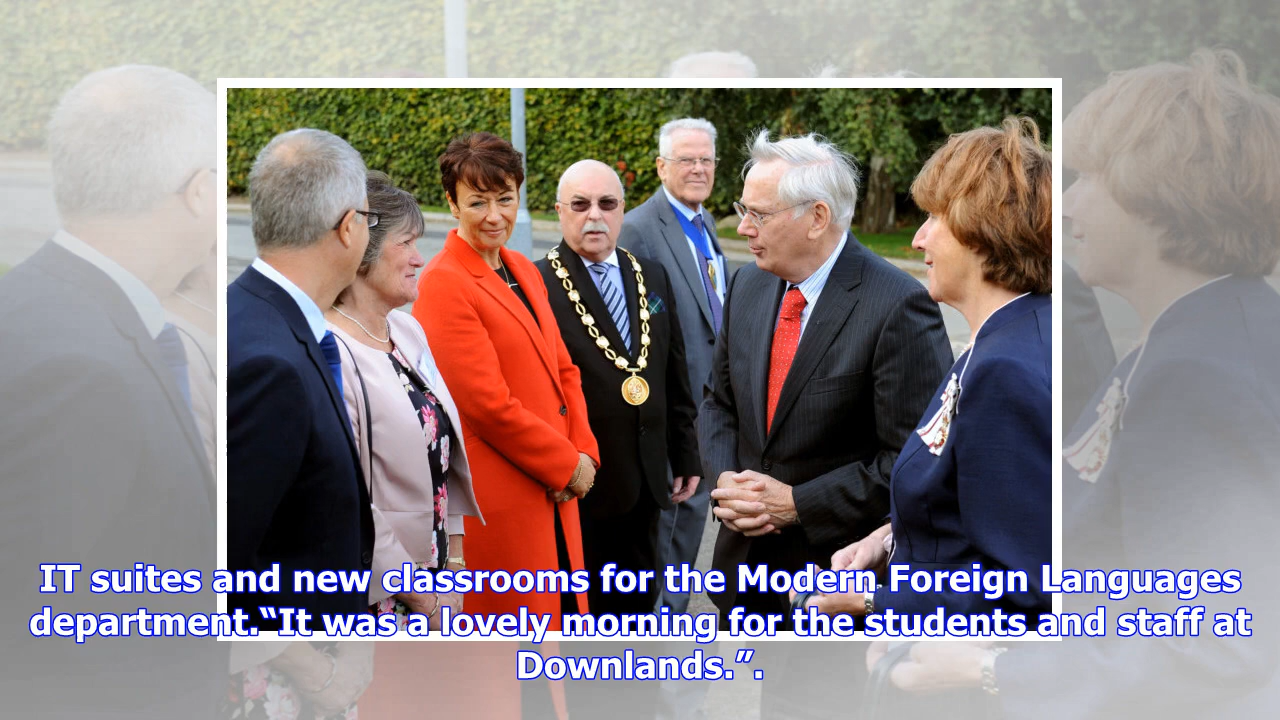 IT suites and new classrooms for the Modern Foreign Languages
department.“It was a lovely morning for the students and staff at
Downlands.”.